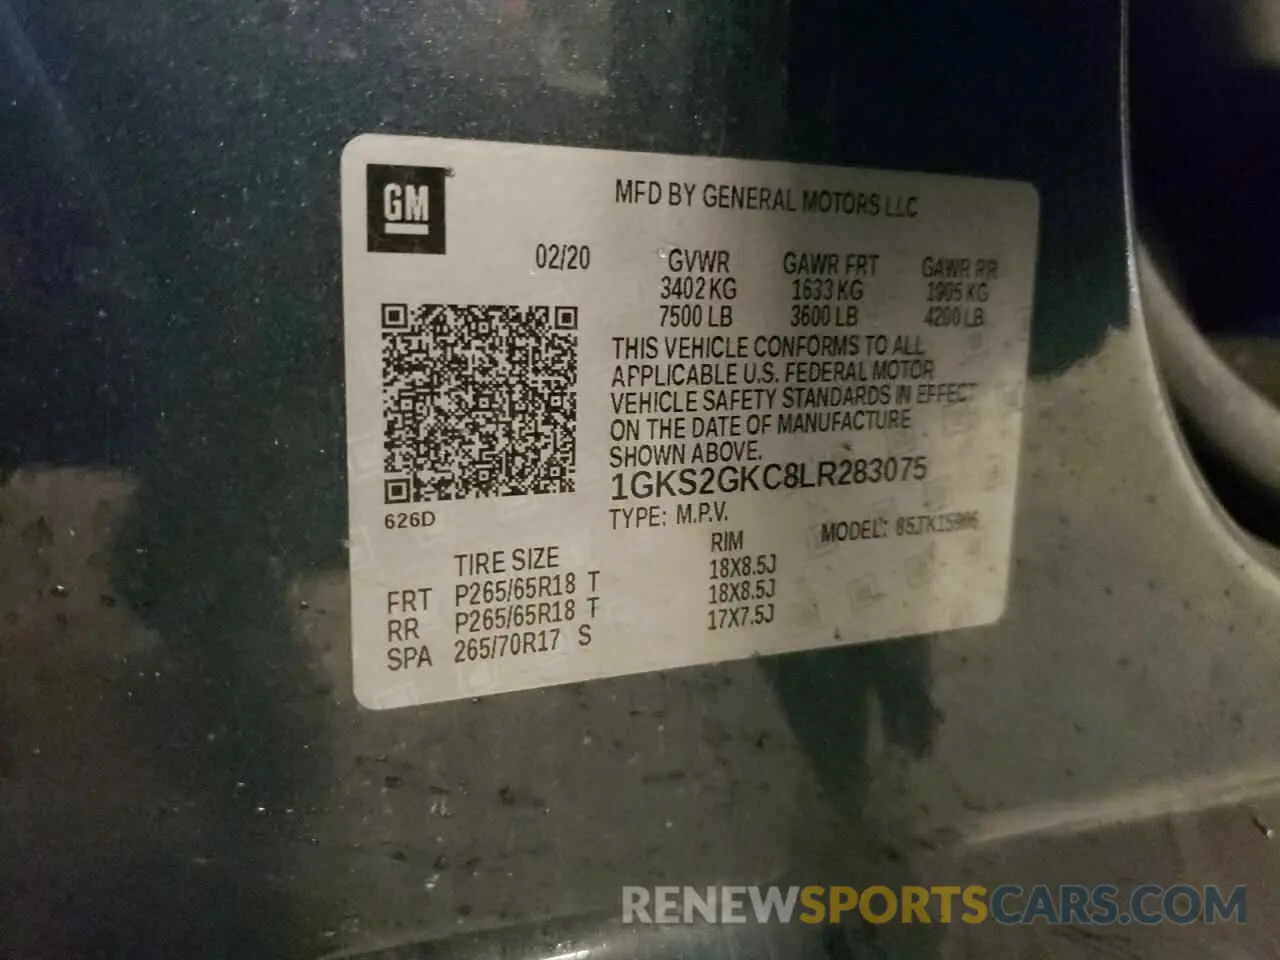 GM
MFD BY GENERAL MOTORS LLC
02/20
GVWR GAWR FRT GAWR RR
3402 KG 1633 KG 1905 KG
7500 LB 3600 LB 4200 LB
THIS VEHICLE CONFORMS TO ALL
APPLICABLE U.S. FEDERAL MOTOR
VEHICLE SAFETY STANDARDS IN EFFECT
ON THE DATE OF MANUFACTURE
SHOWN ABOVE.
1GKS2GKC8LR283075
626D
TYPE: M.P.V. MODEL:
TIRE SIZE RIM
FRT P265/65R18 T 18X8.5J
RR P265/65R18 T 18X8.5J
SPA 265/70R17 S 17X7.5J
RENEWSPORTSCARS.COM